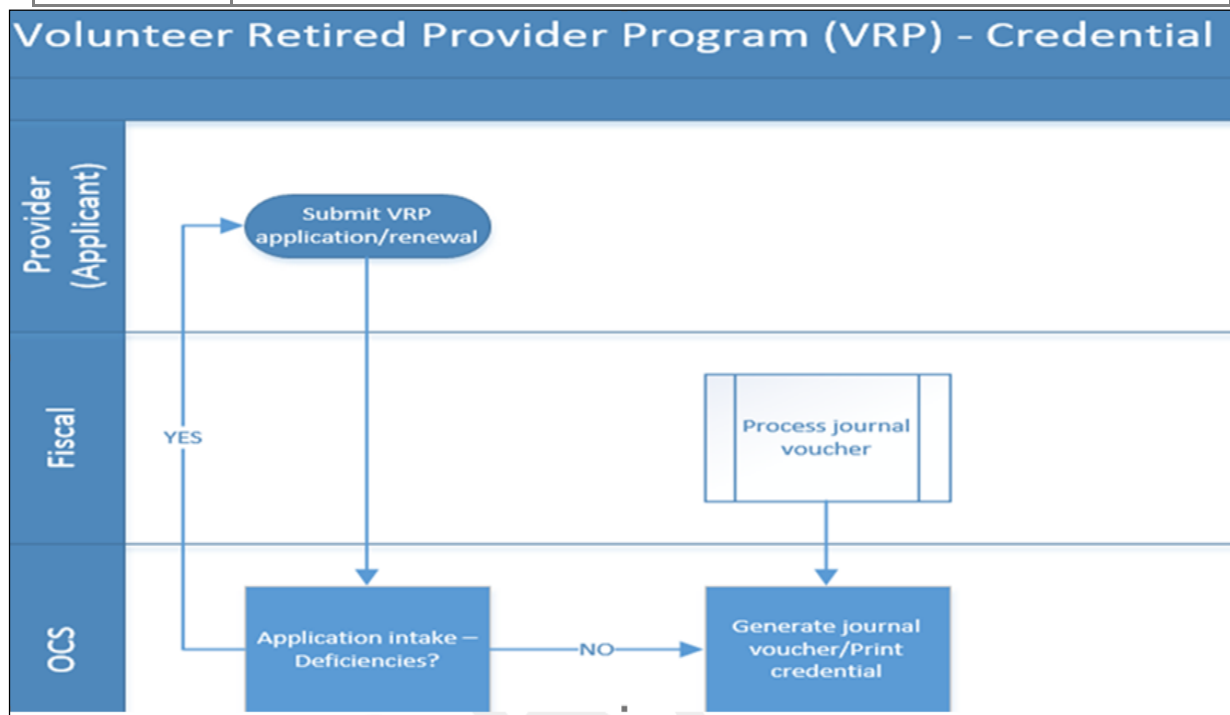 Volunteer Retired Provider Program (VRP) - Credential
Provider
(Applicant)
Submit VRP
application/renewal
Fiscal
YES
Process journal
voucher
OCS
Application intake –
Deficiencies?
NO
Generate journal
voucher/Print
credential